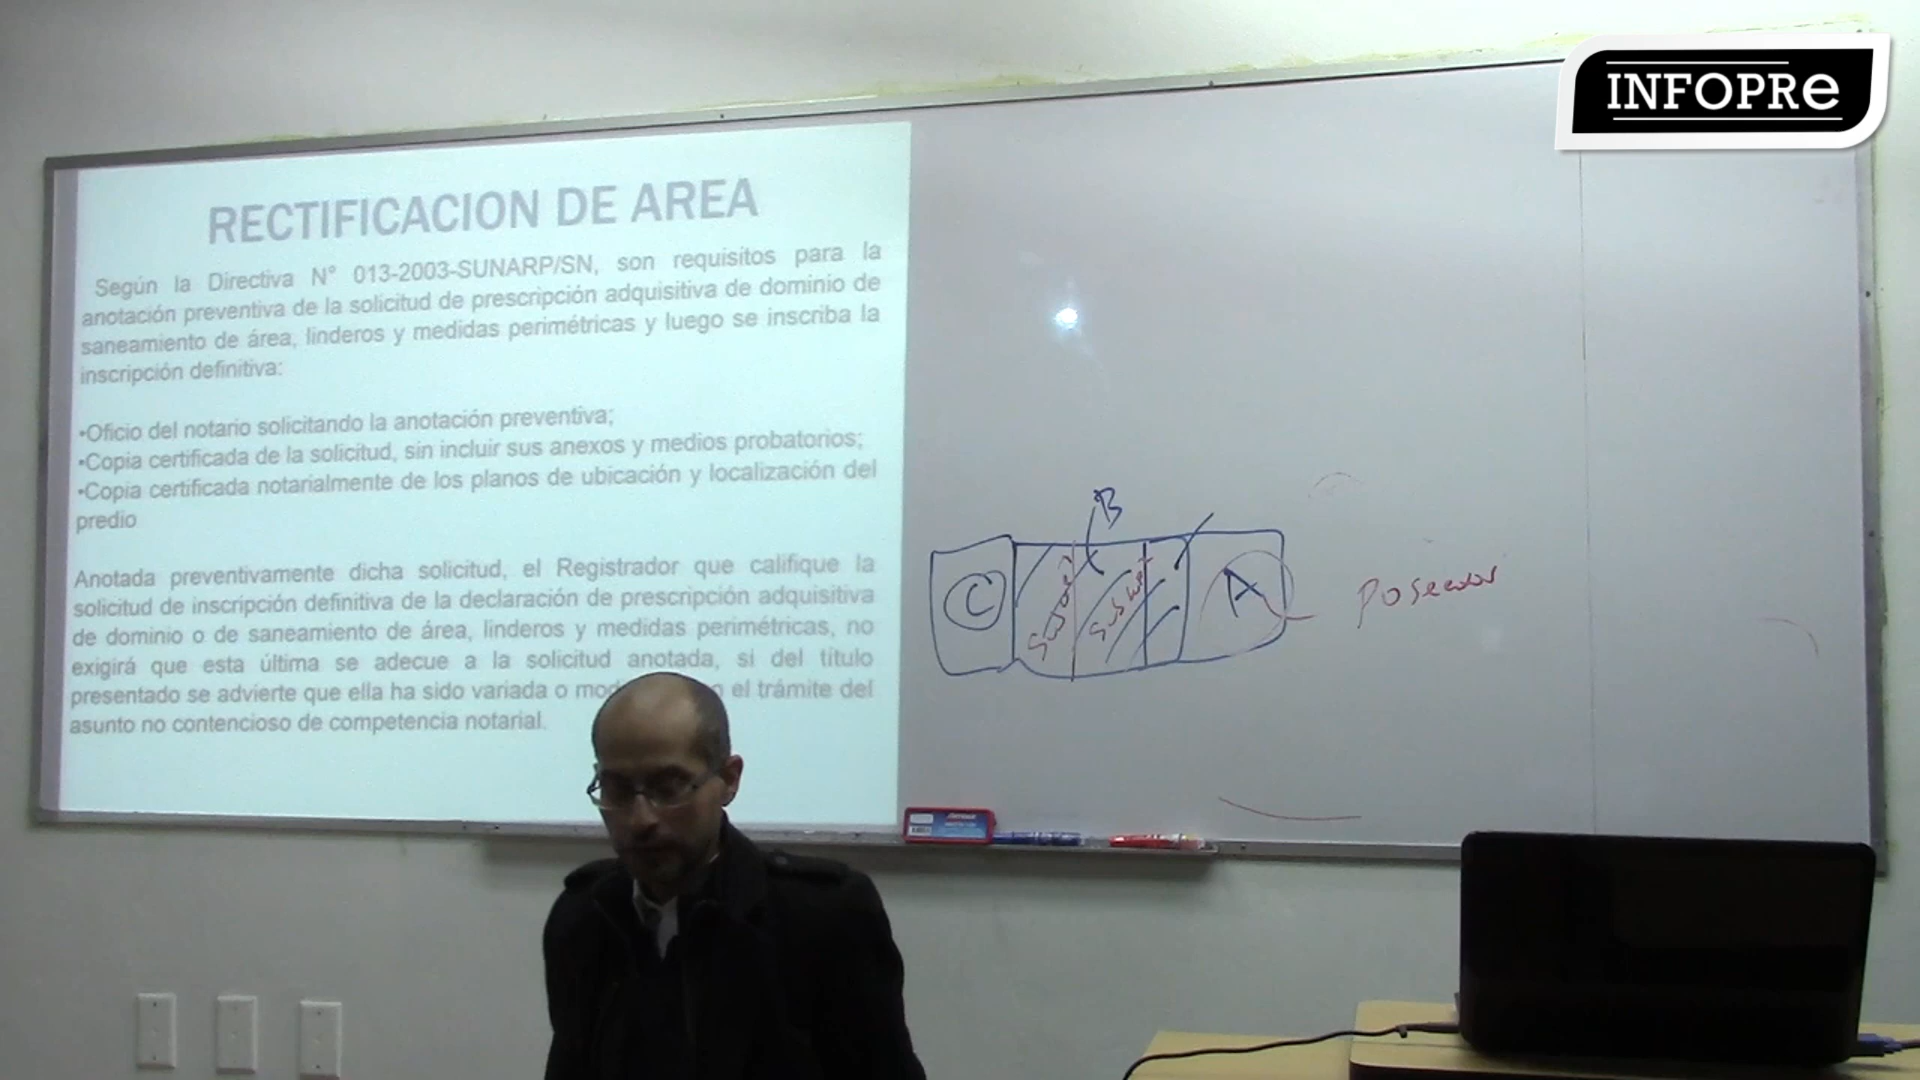 INFOPRe
RECTIFICACION DE AREA
Según la Directiva N° 013-2003-SUNARP/SN, son requisitos para la
anotación preventiva de la solicitud de prescripción adquisitiva de dominio de
saneamiento de área, linderos y medidas perimétricas y luego se inscriba la
inscripción definitiva:
•Oficio del notario solicitando la anotación preventiva;
•Copia certificada de la solicitud, sin incluir sus anexos y medios probatorios;
•Copia certificada notarialmente de los planos de ubicación y localización del
predio
Anotada preventivamente dicha solicitud, el Registrador que califique la
solicitud de inscripción definitiva de la declaración de prescripción adquisitiva
de dominio o de saneamiento de área, linderos y medidas perimétricas, no
exigirá que esta última se adecue a la solicitud anotada, si del título
presentado se advierte que ella ha sido variada o el trámite del
asunto no contencioso de competencia notarial.
B
C
A
Poseedor